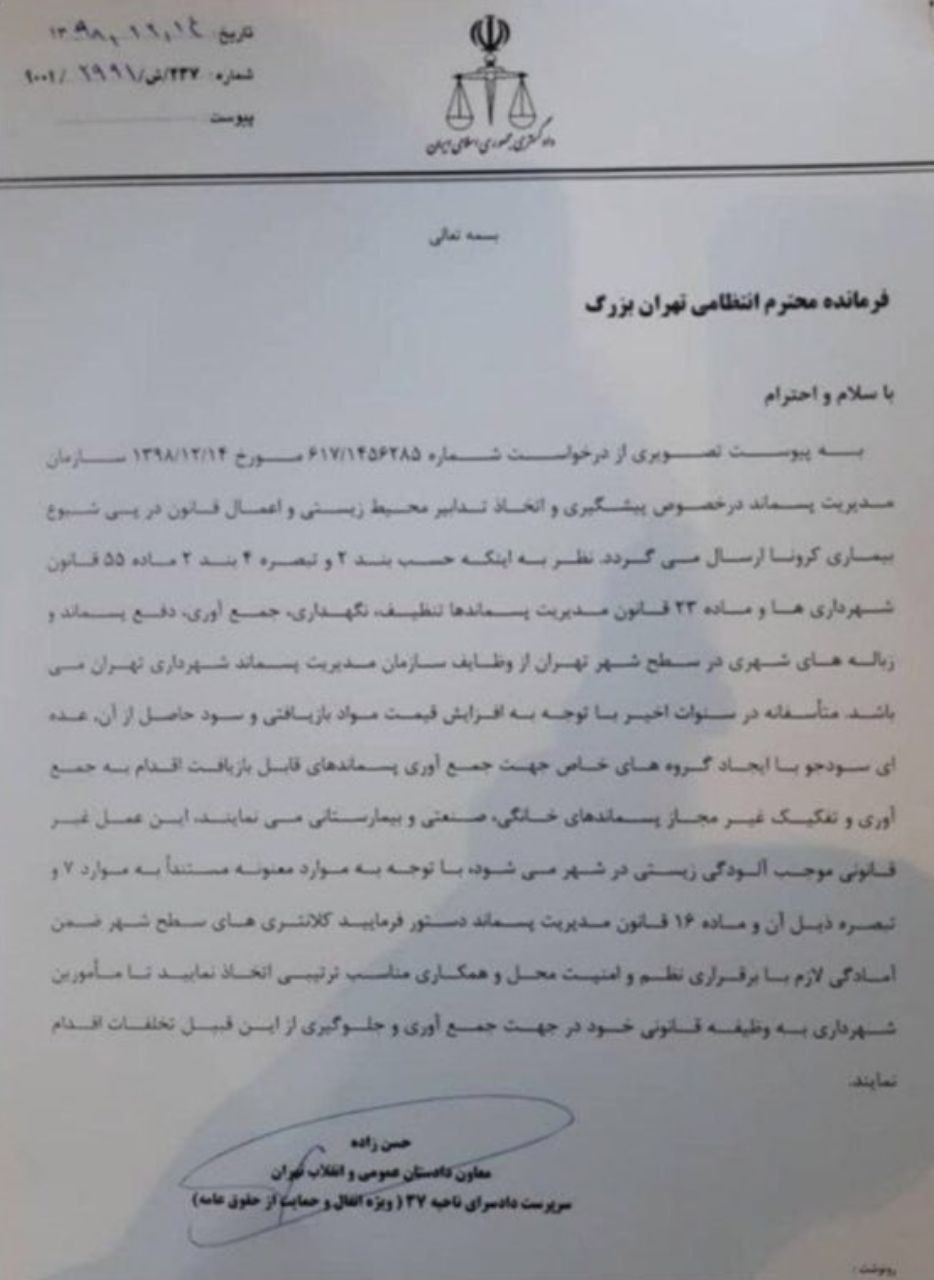 تاریخ: ۱۳۹۸,۱۲,۱۴
شماره: ۲۳۷/ش/۲۹۹۱/۹۰۰۱
پیوست
دادگستری جمهوری اسلامی ایران
بسمه تعالی
فرمانده محترم انتظامی تهران بزرگ
با سلام و احترام
به پیوست تصویری از درخواست شماره ۶۱۷/۱۴۵۶۲۸۵ مورخ ۱۳۹۸/۱۲/۱۴ سازمان
مدیریت پسماند درخصوص پیشگیری و اتخاذ تدابیر محیط زیستی و اعمال قانون در پی شیوع
بیماری کرونا ارسال می گردد. نظر به اینکه حسب بند ۲ و تبصره ۴ بند ۲ ماده ۵۵ قانون
شهرداری ها و ماده ۲۳ قانون مدیریت پسماندها تنظیف، نگهداری، جمع آوری، دفع پسماند و
زباله های شهری در سطح شهر تهران از وظایف سازمان مدیریت پسماند شهرداری تهران می
باشد. متأسفانه در سنوات اخیر با توجه به افزایش قیمت مواد بازیافتی و سود حاصل از آن، عده
ای سودجو با ایجاد گروه های خاص جهت جمع آوری پسماندهای قابل بازیافت اقدام به جمع
آوری و تفکیک غیر مجاز پسماندهای خانگی، صنعتی و بیمارستانی می نمایند، این عمل غیر
قانونی موجب آلودگی زیستی در شهر می شود، با توجه به موارد معنونه مستنداً به موارد ۷ و
تبصره ذیل آن و ماده ۱۶ قانون مدیریت پسماند دستور فرمایید کلانتری های سطح شهر ضمن
آمادگی لازم با برقراری نظم و امنیت محل و همکاری مناسب ترتیبی اتخاذ نمایید تا مأمورین
شهرداری به وظیفه قانونی خود در جهت جمع آوری و جلوگیری از این قبیل تخلفات اقدام
نمایند.
حسن زاده
معاون دادستان عمومی و انقلاب تهران
سرپرست دادسرای ناحیه ۳۷ ( ویژه انفال و حمایت از حقوق عامه)
رونوشت :